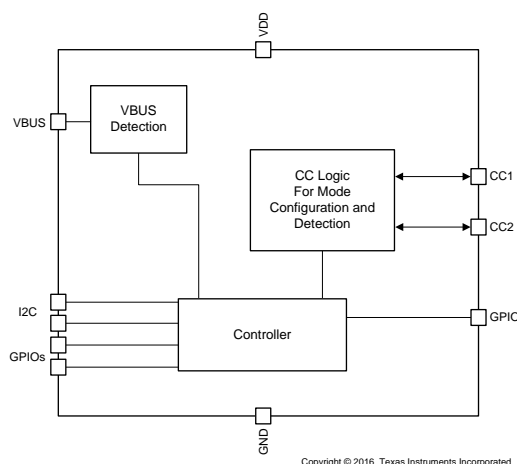 VDD
VBUS
Detection
VBUS
CC Logic
For Mode
Configuration and
Detection
CC1
CC2
I2C
GPIOs
Controller
GPIO
GND
Copyright © 2016, Texas Instruments Incorporated